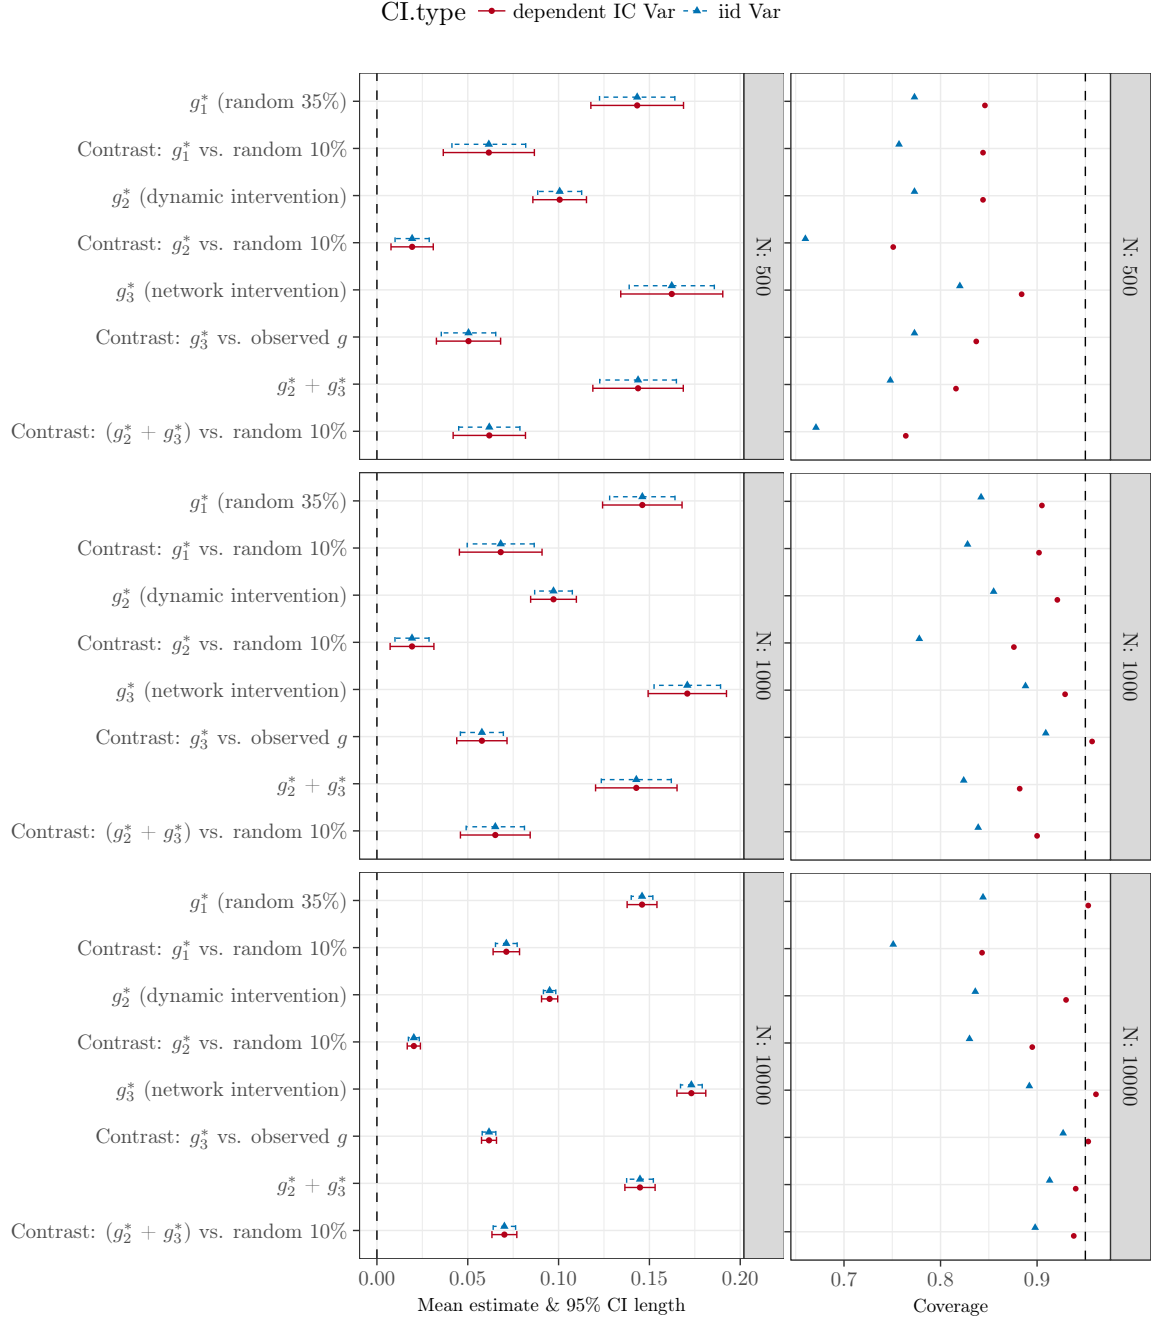 CI.type dependent IC Var iid Var
g₁* (random 35%)
Contrast: g₁* vs. random 10%
g₂* (dynamic intervention)
Contrast: g₂* vs. random 10%
g₃* (network intervention)
Contrast: g₃* vs. observed g
g₂* + g₃*
Contrast: (g₂* + g₃*) vs. random 10%
N: 500
N: 500
g₁* (random 35%)
Contrast: g₁* vs. random 10%
g₂* (dynamic intervention)
Contrast: g₂* vs. random 10%
g₃* (network intervention)
Contrast: g₃* vs. observed g
g₂* + g₃*
Contrast: (g₂* + g₃*) vs. random 10%
N: 1000
N: 1000
g₁* (random 35%)
Contrast: g₁* vs. random 10%
g₂* (dynamic intervention)
Contrast: g₂* vs. random 10%
g₃* (network intervention)
Contrast: g₃* vs. observed g
g₂* + g₃*
Contrast: (g₂* + g₃*) vs. random 10%
N: 10000
N: 10000
0.00 0.05 0.10 0.15 0.20
0.7 0.8 0.9
Mean estimate & 95% CI length
Coverage